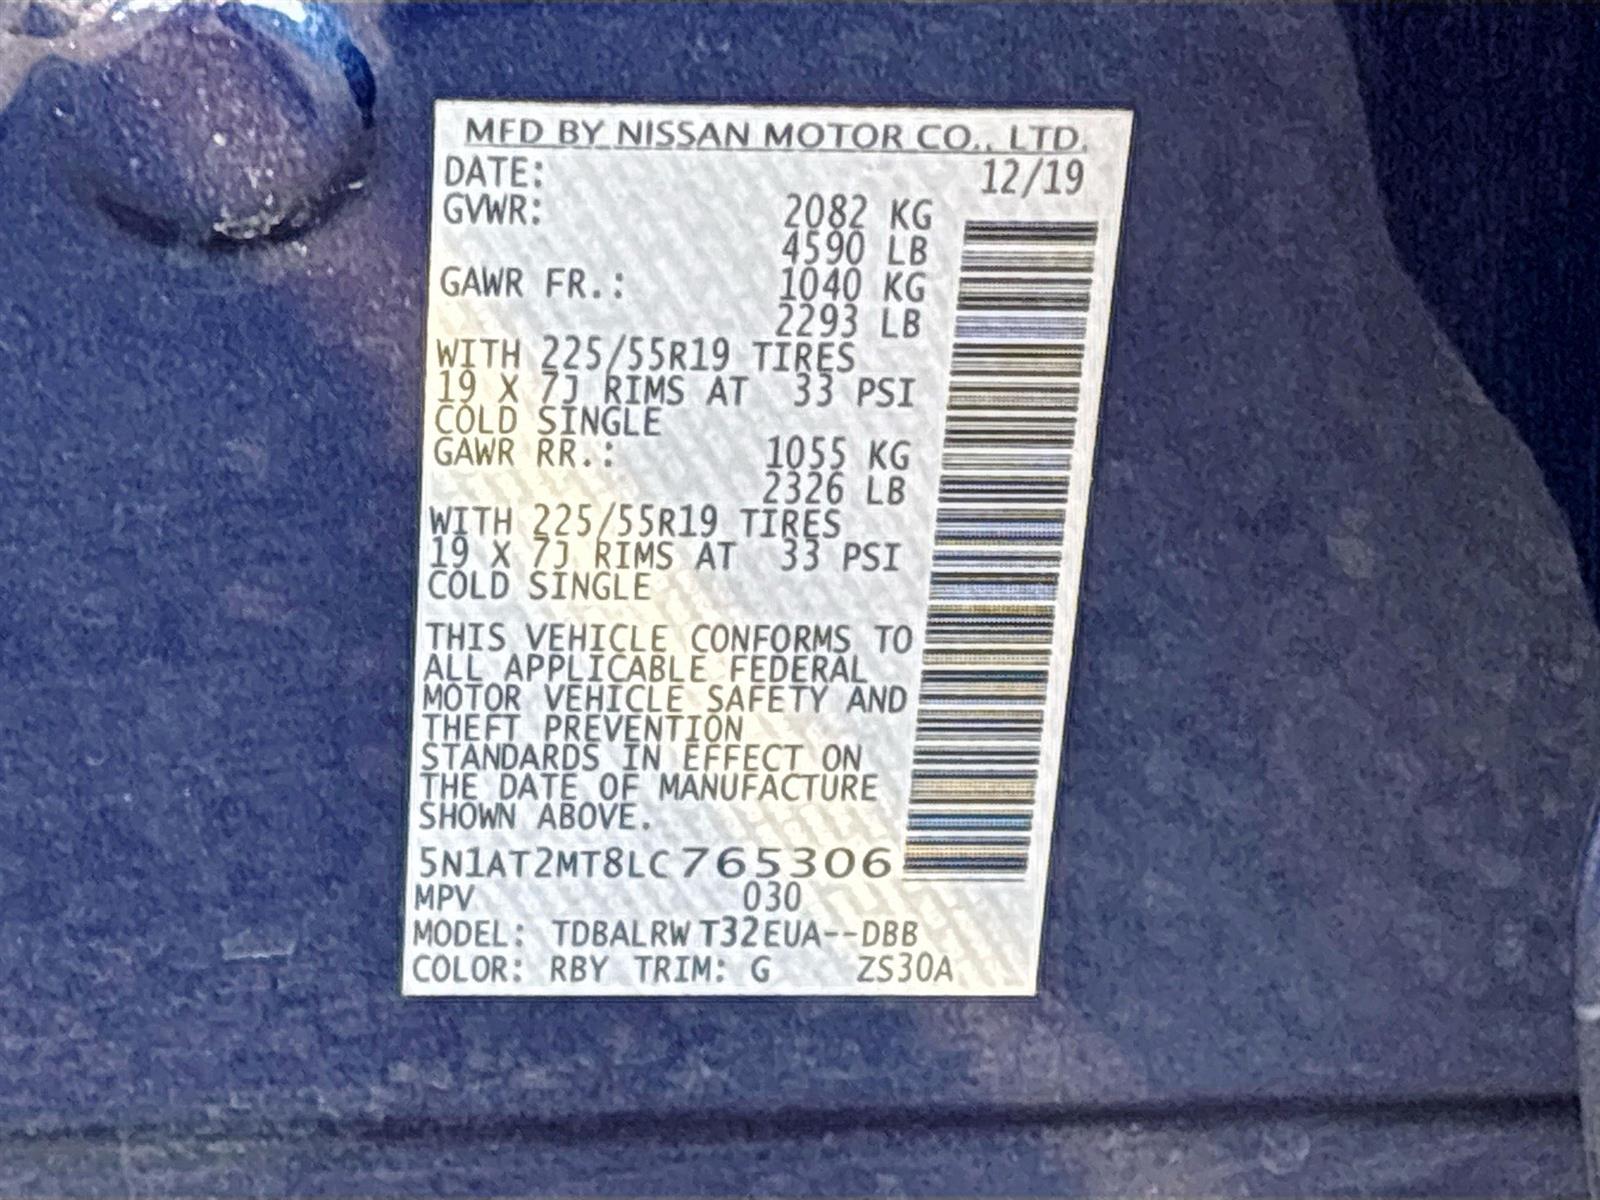 MFD BY NISSAN MOTOR CO., LTD.
DATE: 12/19
GVWR: 2082 KG
4590 LB
GAWR FR.: 1040 KG
2293 LB
WITH 225/55R19 TIRES
19 X 7J RIMS AT 33 PSI
COLD SINGLE
GAWR RR.: 1055 KG
2326 LB
WITH 225/55R19 TIRES
19 X 7J RIMS AT 33 PSI
COLD SINGLE
THIS VEHICLE CONFORMS TO
ALL APPLICABLE FEDERAL
MOTOR VEHICLE SAFETY AND
THEFT PREVENTION
STANDARDS IN EFFECT ON
THE DATE OF MANUFACTURE
SHOWN ABOVE.
5N1AT2MT8LC765306
MPV 030
MODEL: TDBALRW T32EUA--DBB
COLOR: RBY TRIM: G ZS30A